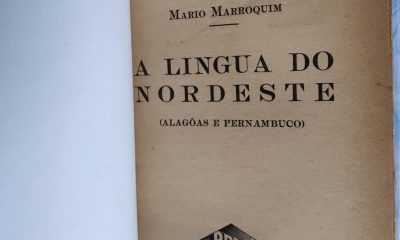 MARIO MARROQUIM
A LINGUA DO
NORDESTE
(ALAGÔAS E PERNAMBUCO)